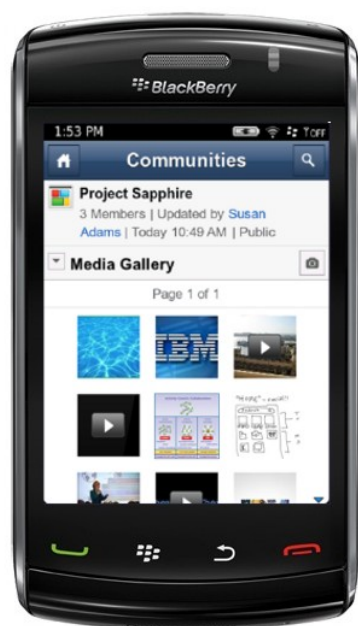 BlackBerry
1:53 PM TOFF
Communities
Project Sapphire
3 Members | Updated by Susan
Adams | Today 10:49 AM | Public
Media Gallery
Page 1 of 1
IBM